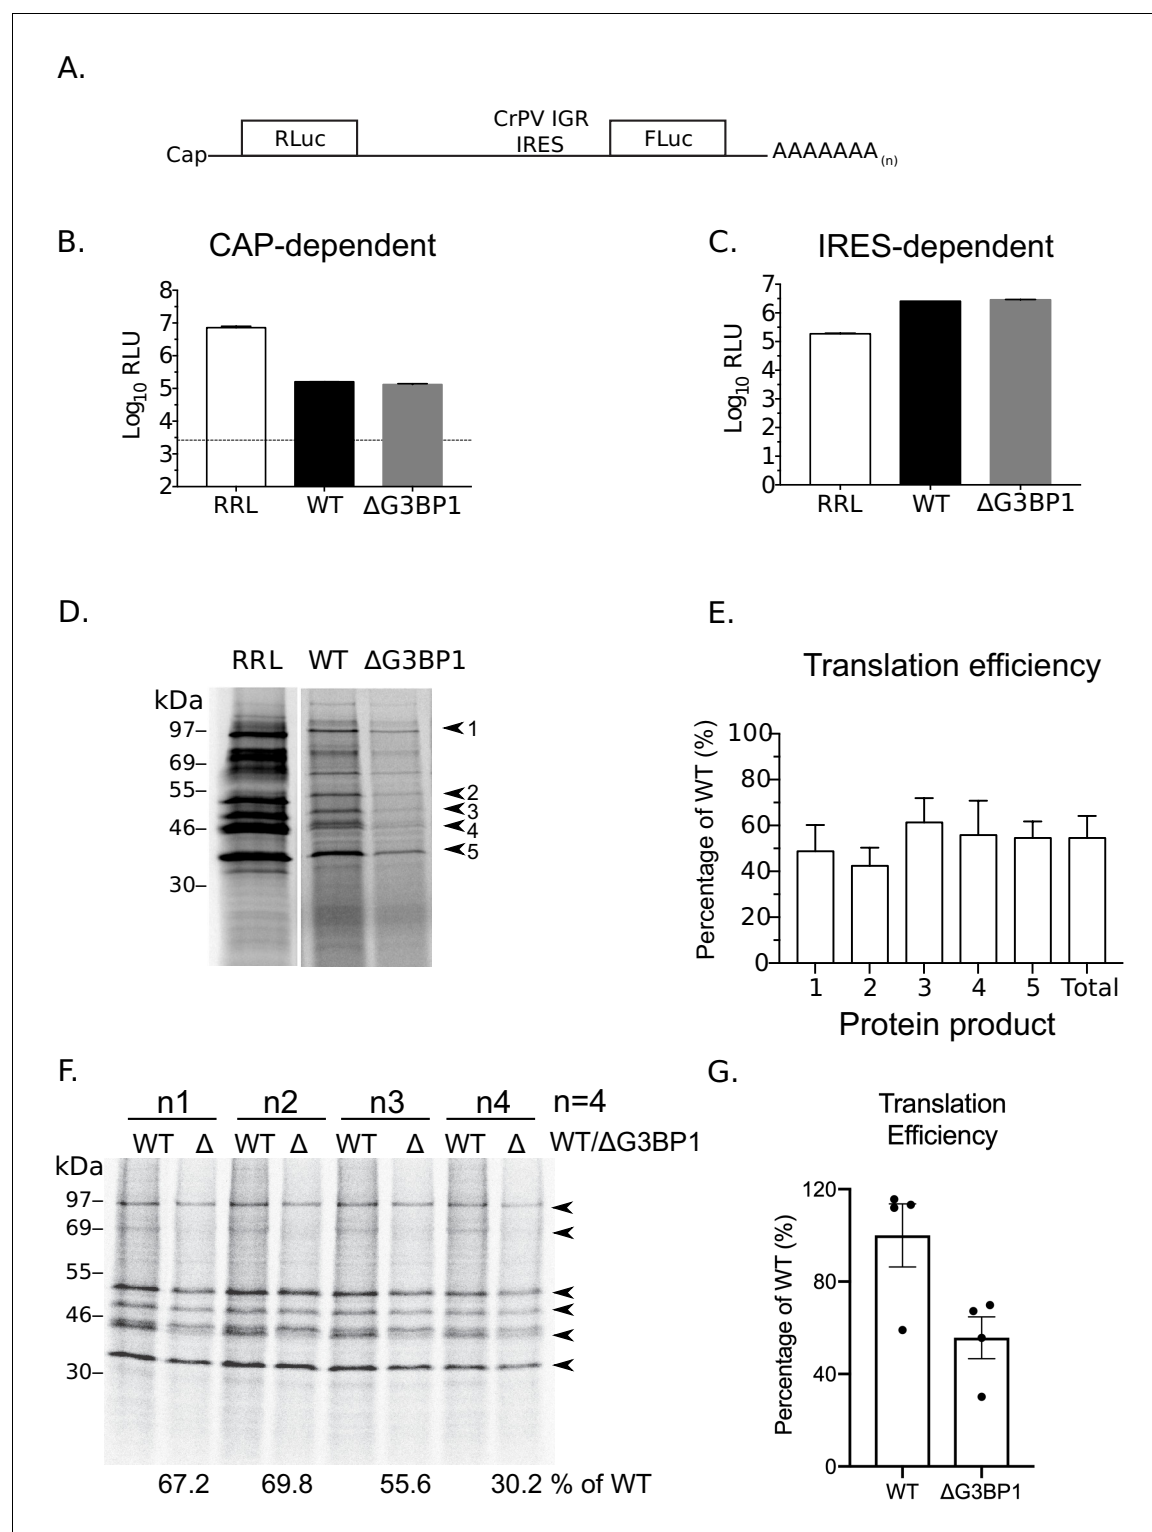 A.
Cap RLuc CrPV IGR IRES FLuc AAAAAAA(n)
B.
CAP-dependent
Log10 RLU
8
7
6
5
4
3
2
RRL WT ΔG3BP1
C.
IRES-dependent
Log10 RLU
7
6
5
4
3
2
1
0
RRL WT ΔG3BP1
D.
RRL WT ΔG3BP1
kDa
97–
69–
55–
46–
30–
1
2
3
4
5
E.
Translation efficiency
Percentage of WT (%)
100
80
60
40
20
0
1 2 3 4 5 Total
Protein product
F.
n1 n2 n3 n4 n=4
WT Δ WT Δ WT Δ WT Δ WT/ΔG3BP1
kDa
97–
69–
55–
46–
30–
67.2 69.8 55.6 30.2 % of WT
G.
Translation
Efficiency
Percentage of WT (%)
120
80
40
0
WT ΔG3BP1